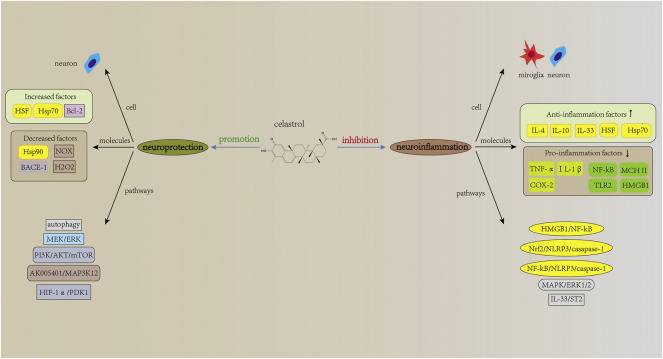 neuron
miroglia neuron
Increased factors
HSF Hsp70 Bcl-2
cell
cell
Anti-inflammation factors ↑
IL-4 IL-10 IL-33 HSF Hsp70
Decreased factors
Hsp90 NOX
BACE-1 H2O2
molecules
neuroprotection
promotion
celastrol
inhibition
neuroinflammation
molecules
Pro-inflammation factors ↓
TNF-α I L-1 β NF-kB MCH II
COX-2 TLR2 HMGB1
pathways
pathways
autophagy
MEK/ERK
PI3K/AKT/mTOR
AK005401/MAP3K12
HIF-1 α /PDK1
HMGB1/NF-kB
Nrf2/NLRP3/casapase-1
NF-kB/NLRP3/caspase-1
MAPK/ERK1/2
IL-33/ST2